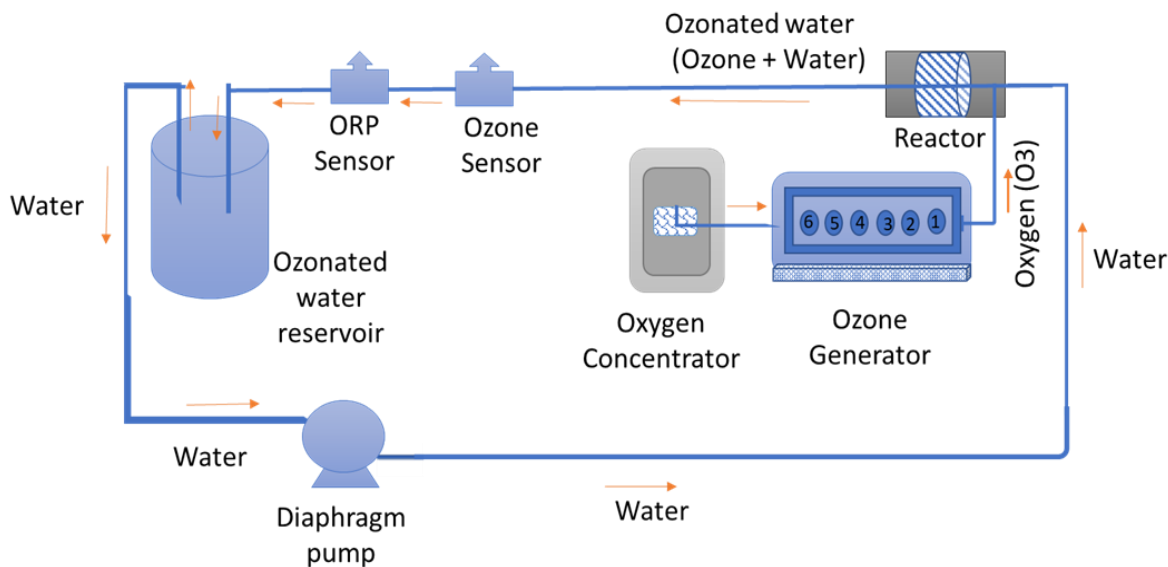 Ozonated water
(Ozone + Water)
ORP
Sensor
Ozone
Sensor
Reactor
Water
Ozonated
water
reservoir
6 5 4 3 2 1
Oxygen (O3)
Water
Oxygen
Concentrator
Ozone
Generator
Water
Water
Diaphragm
pump